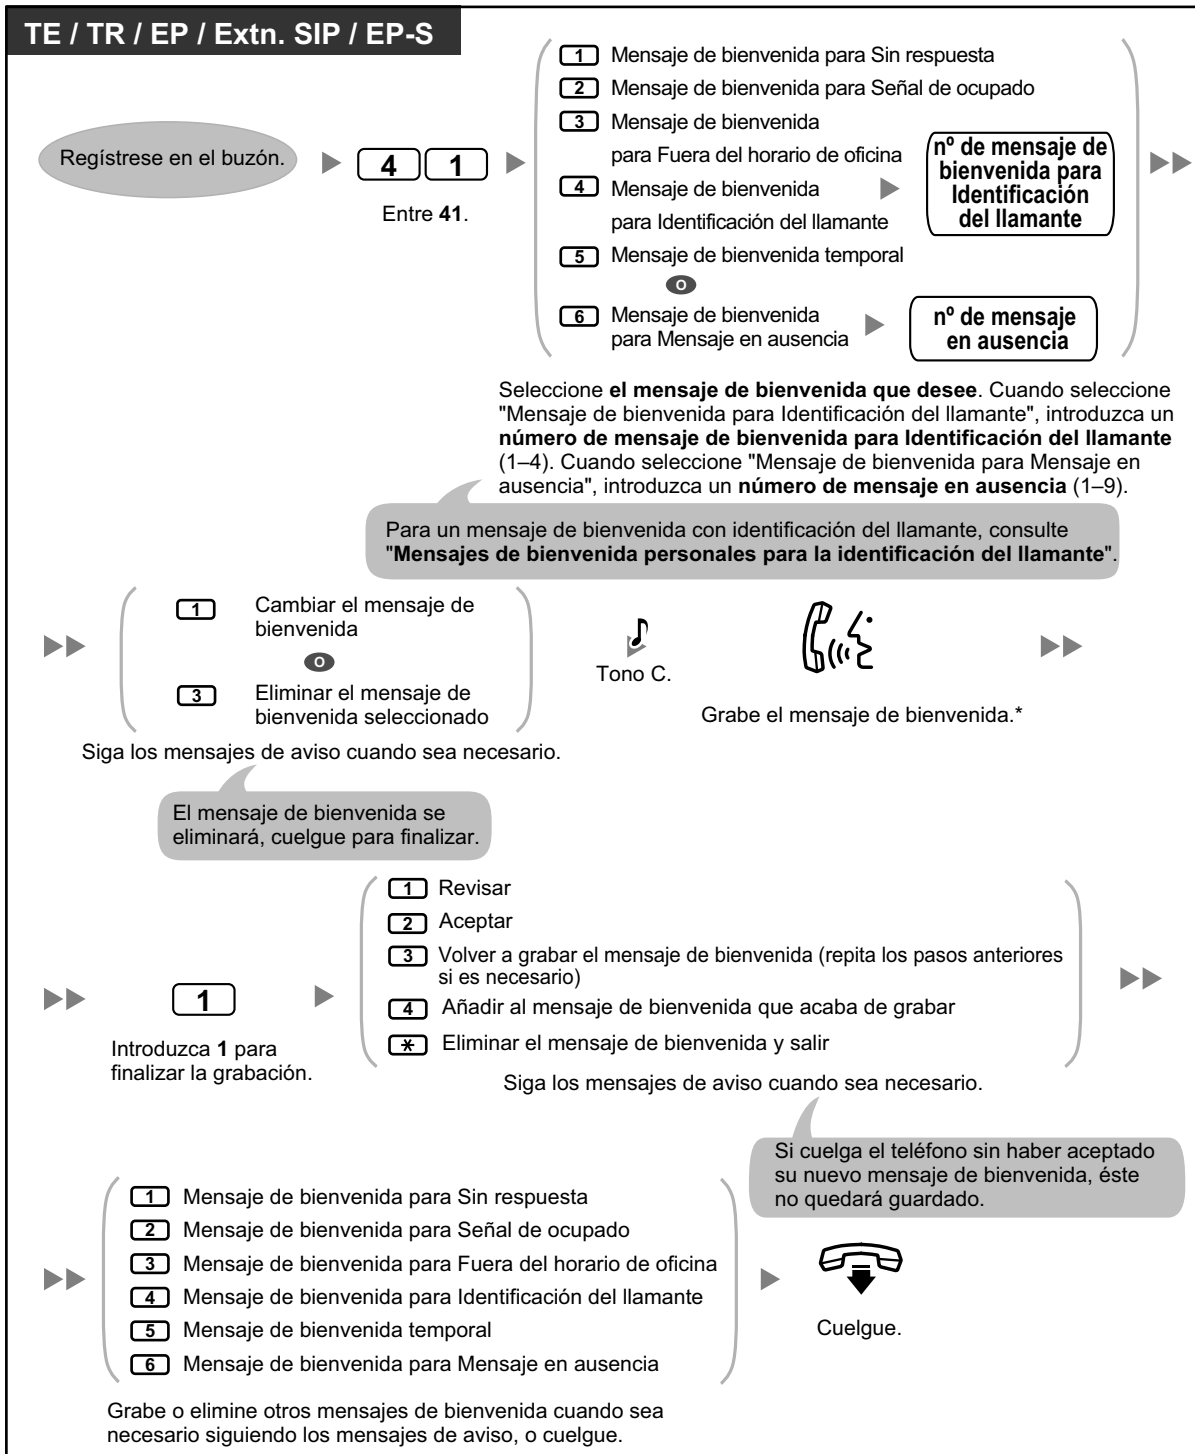 TE / TR / EP / Extn. SIP / EP-S
Regístrese en el buzón.
4 1
Entre 41.
1 Mensaje de bienvenida para Sin respuesta
2 Mensaje de bienvenida para Señal de ocupado
3 Mensaje de bienvenida
para Fuera del horario de oficina
4 Mensaje de bienvenida
para Identificación del llamante
nº de mensaje de
bienvenida para
Identificación
del llamante
5 Mensaje de bienvenida temporal
O
6 Mensaje de bienvenida
para Mensaje en ausencia
nº de mensaje
en ausencia
Seleccione el mensaje de bienvenida que desee. Cuando seleccione
"Mensaje de bienvenida para Identificación del llamante", introduzca un
número de mensaje de bienvenida para Identificación del llamante
(1–4). Cuando seleccione "Mensaje de bienvenida para Mensaje en
ausencia", introduzca un número de mensaje en ausencia (1–9).
Para un mensaje de bienvenida con identificación del llamante, consulte
"Mensajes de bienvenida personales para la identificación del llamante".
1 Cambiar el mensaje de
bienvenida
O
3 Eliminar el mensaje de
bienvenida seleccionado
Siga los mensajes de aviso cuando sea necesario.
Tono C.
Grabe el mensaje de bienvenida.*
El mensaje de bienvenida se
eliminará, cuelgue para finalizar.
1
Introduzca 1 para
finalizar la grabación.
1 Revisar
2 Aceptar
3 Volver a grabar el mensaje de bienvenida (repita los pasos anteriores
si es necesario)
4 Añadir al mensaje de bienvenida que acaba de grabar
* Eliminar el mensaje de bienvenida y salir
Siga los mensajes de aviso cuando sea necesario.
Si cuelga el teléfono sin haber aceptado
su nuevo mensaje de bienvenida, éste
no quedará guardado.
1 Mensaje de bienvenida para Sin respuesta
2 Mensaje de bienvenida para Señal de ocupado
3 Mensaje de bienvenida para Fuera del horario de oficina
4 Mensaje de bienvenida para Identificación del llamante
5 Mensaje de bienvenida temporal
6 Mensaje de bienvenida para Mensaje en ausencia
Cuelgue.
Grabe o elimine otros mensajes de bienvenida cuando sea
necesario siguiendo los mensajes de aviso, o cuelgue.